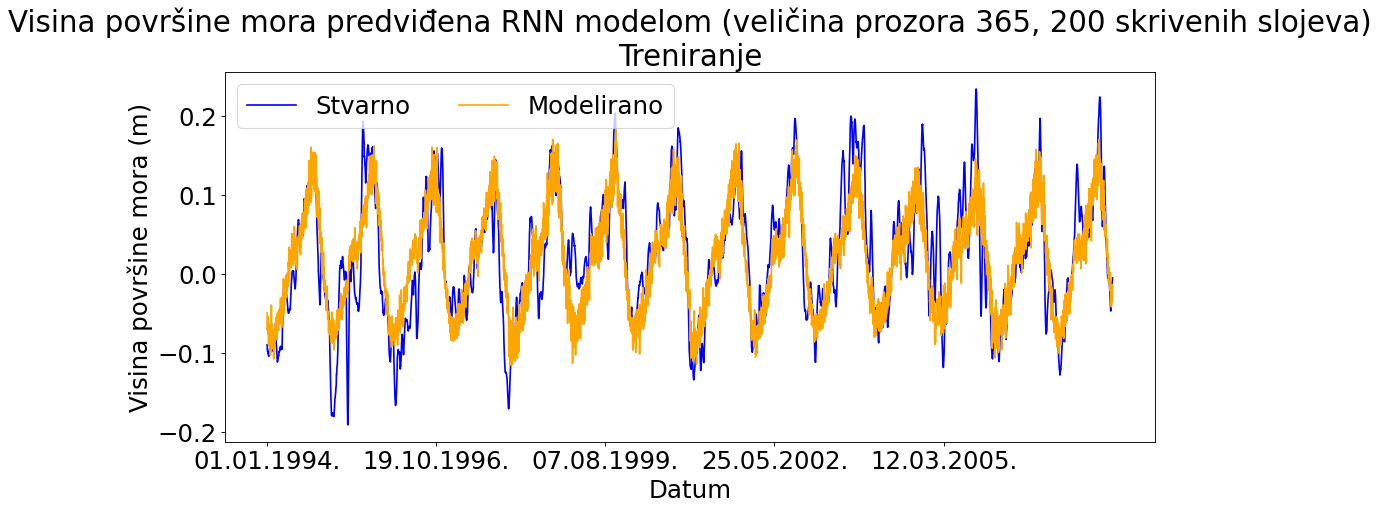 Visina površine mora predviđena RNN modelom (veličina prozora 365, 200 skrivenih slojeva)
Treniranje
Stvarno
Modelirano
Visina površine mora (m)
0.2
0.1
0.0
−0.1
−0.2
01.01.1994.
19.10.1996.
07.08.1999.
25.05.2002.
12.03.2005.
Datum